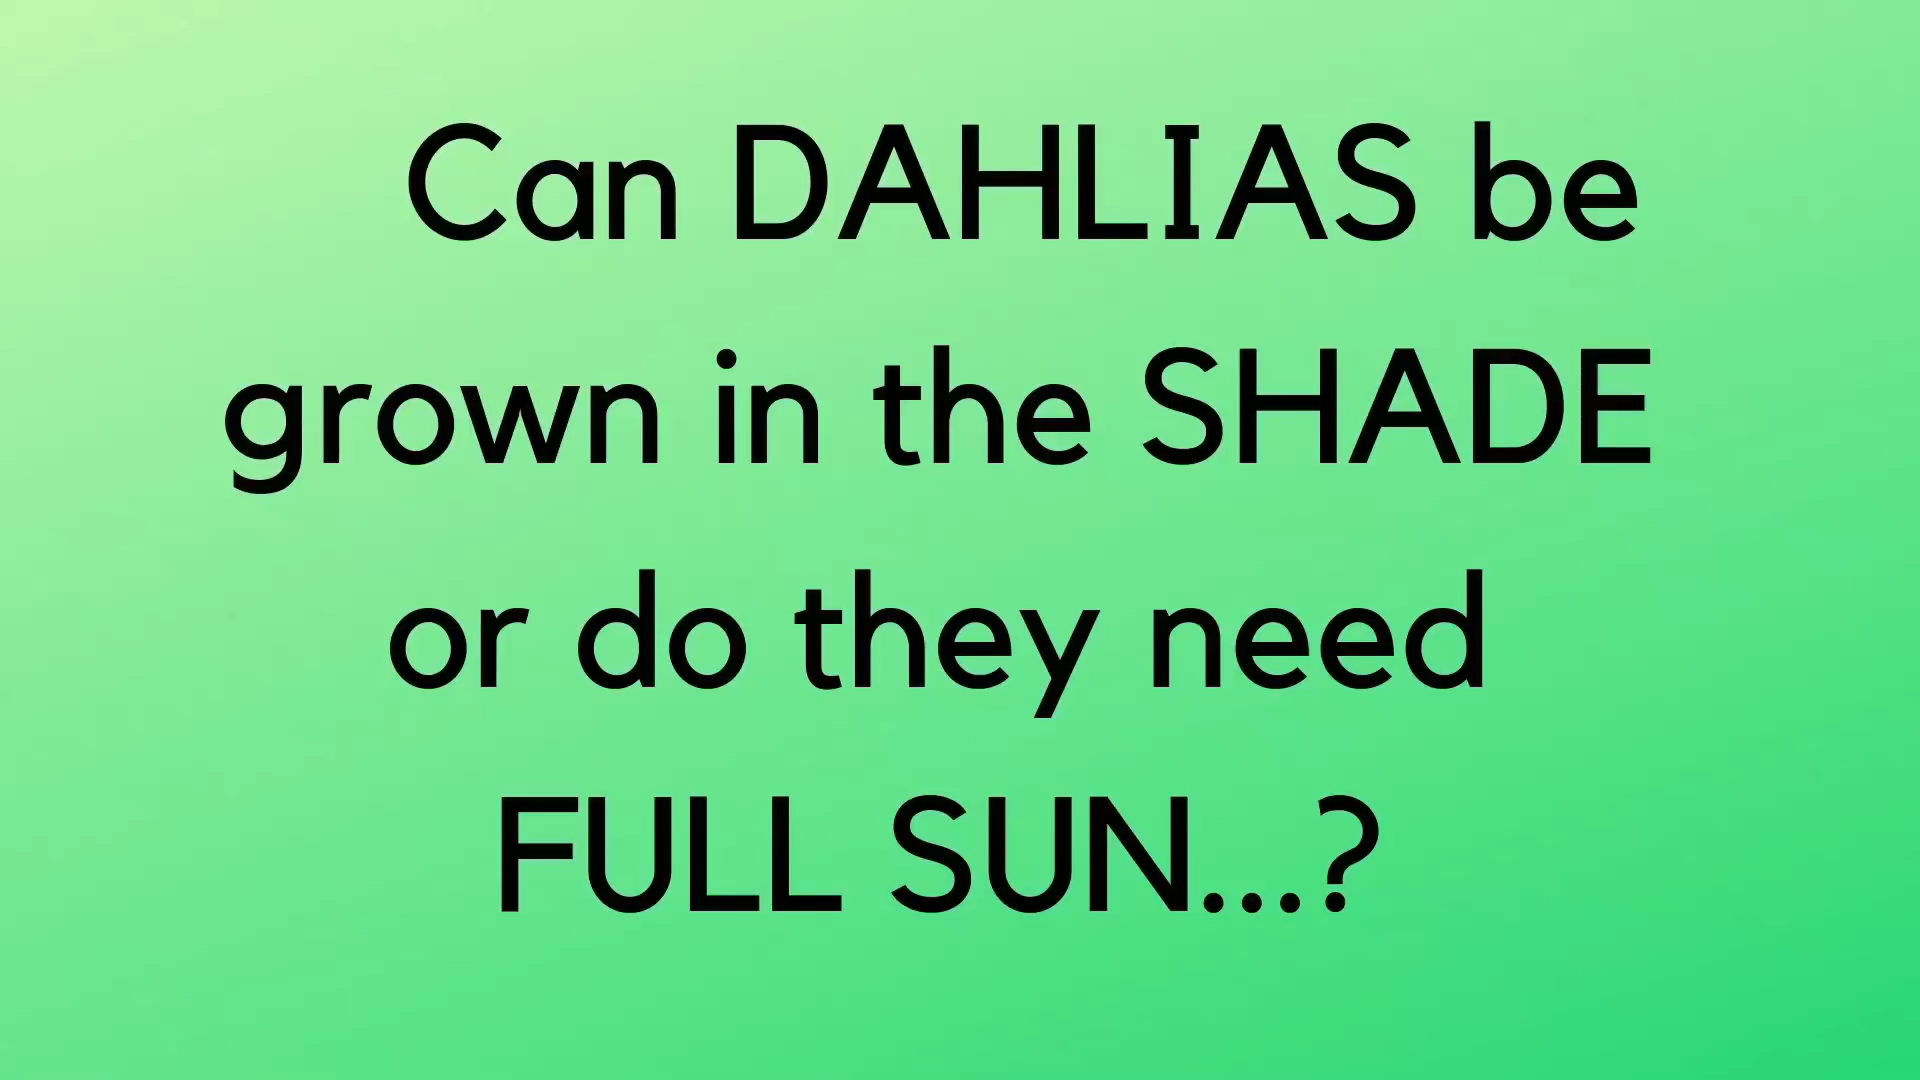 Can DAHLIAS be
grown in the SHADE
or do they need
FULL SUN...?